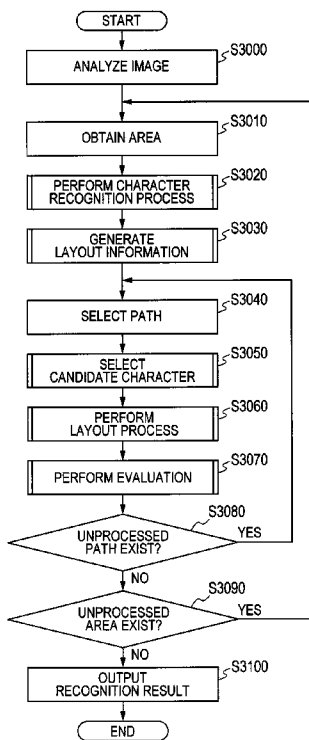 START
ANALYZE IMAGE
S3000
OBTAIN AREA
S3010
PERFORM CHARACTER
RECOGNITION PROCESS
S3020
GENERATE
LAYOUT INFORMATION
S3030
SELECT PATH
S3040
SELECT
CANDIDATE CHARACTER
S3050
PERFORM
LAYOUT PROCESS
S3060
PERFORM EVALUATION
S3070
UNPROCESSED
PATH EXIST?
S3080
YES
NO
UNPROCESSED
AREA EXIST?
S3090
YES
NO
OUTPUT
RECOGNITION RESULT
S3100
END